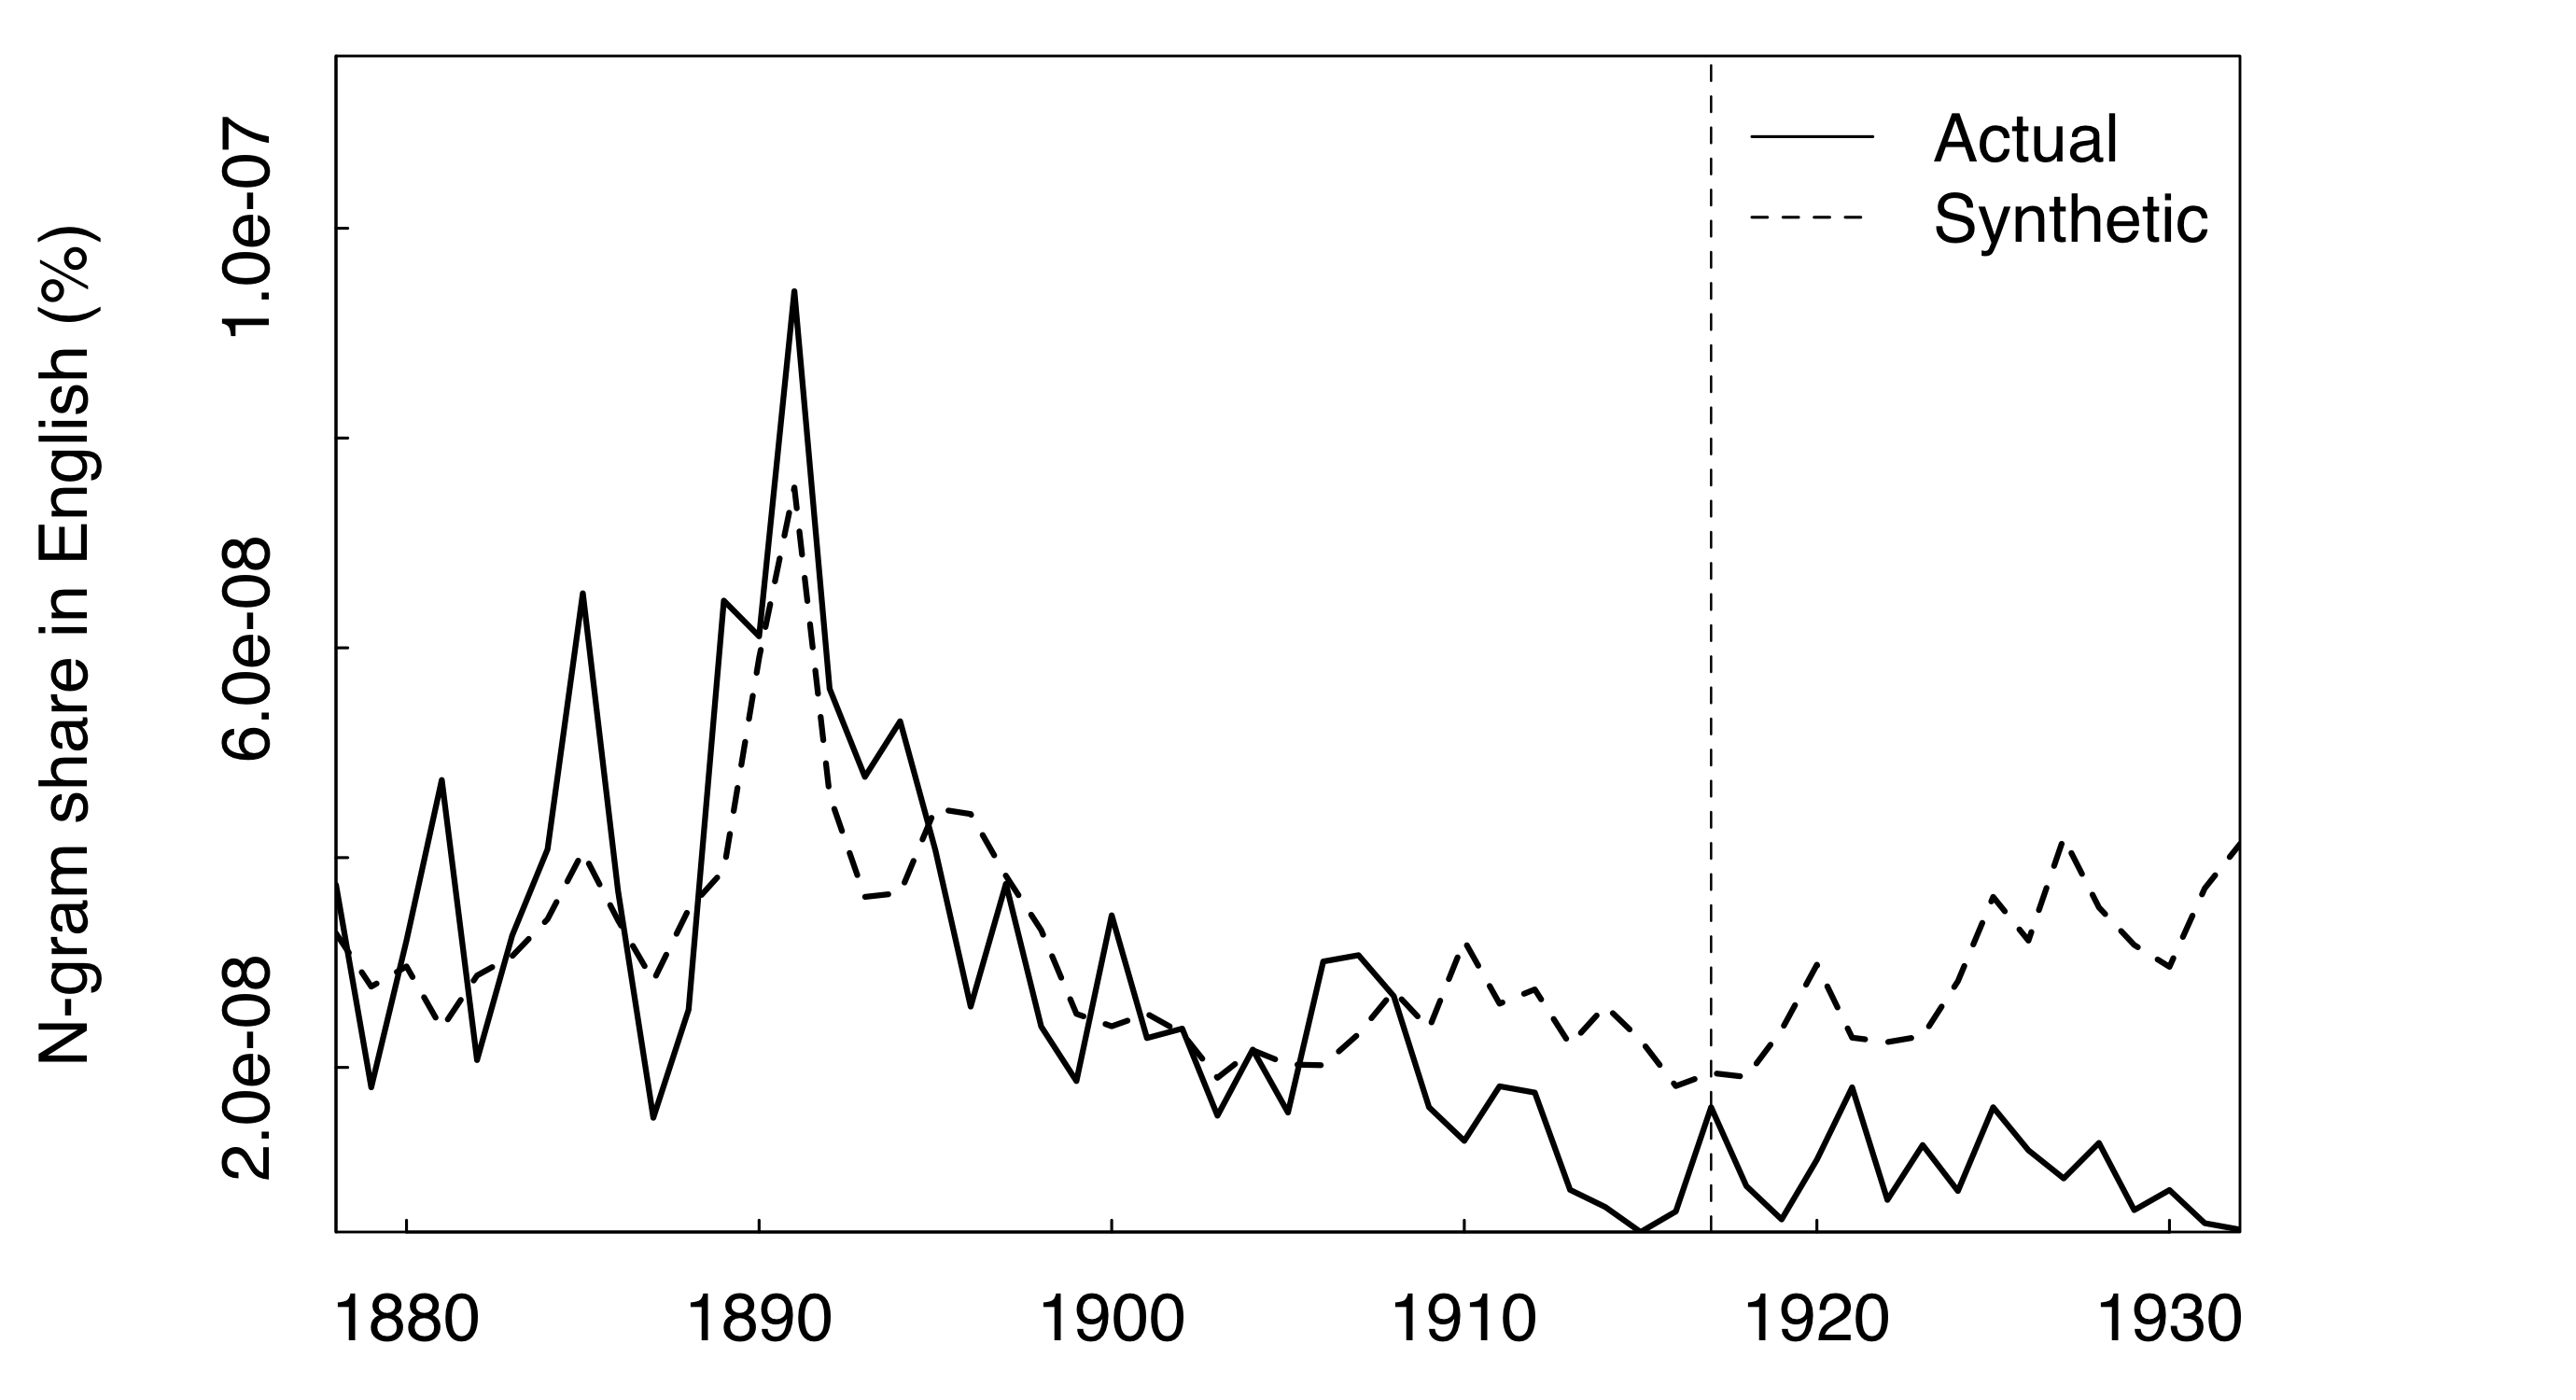 N-gram share in English (%)
1.0e-07
6.0e-08
2.0e-08
Actual
Synthetic
1880 1890 1900 1910 1920 1930